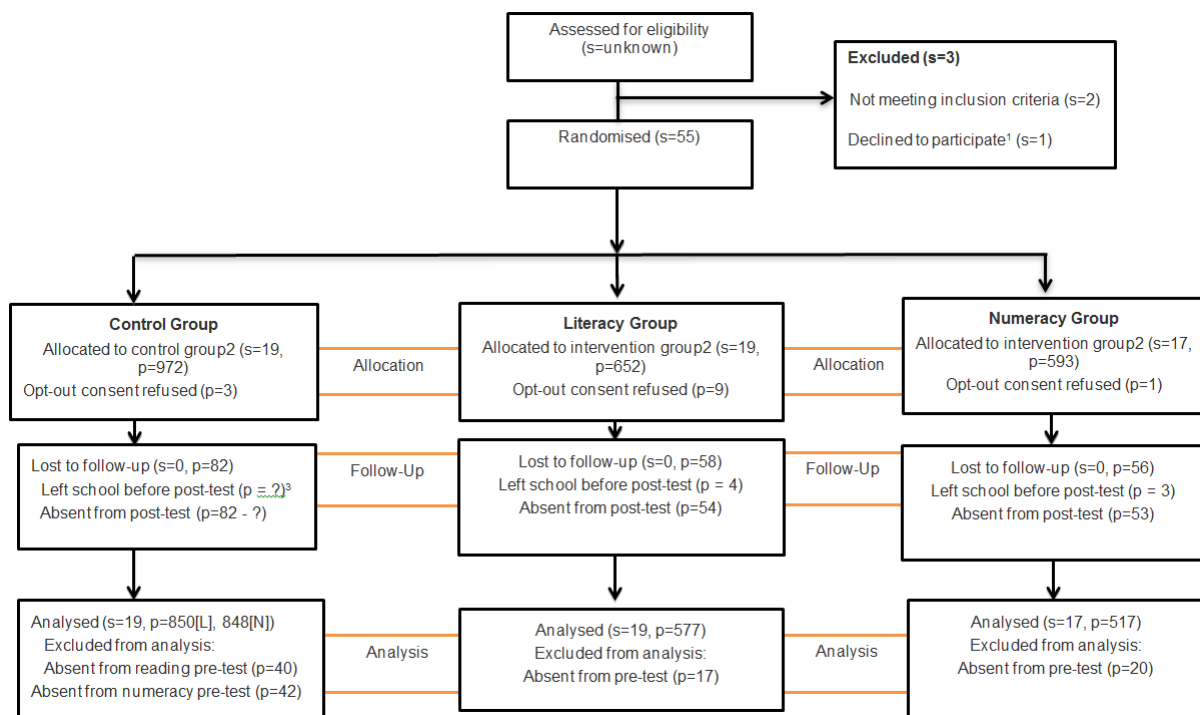 Assessed for eligibility
(s=unknown)
Excluded (s=3)
Not meeting inclusion criteria (s=2)
Declined to participate¹ (s=1)
Randomised (s=55)
Control Group
Allocated to control group2 (s=19,
p=972)
Opt-out consent refused (p=3)
Allocation
Literacy Group
Allocated to intervention group2 (s=19,
p=652)
Opt-out consent refused (p=9)
Allocation
Numeracy Group
Allocated to intervention group2 (s=17,
p=593)
Opt-out consent refused (p=1)
Lost to follow-up (s=0, p=82)
Left school before post-test (p = ?)³
Absent from post-test (p=82 - ?)
Follow-Up
Lost to follow-up (s=0, p=58)
Left school before post-test (p = 4)
Absent from post-test (p=54)
Follow-Up
Lost to follow-up (s=0, p=56)
Left school before post-test (p = 3)
Absent from post-test (p=53)
Analysed (s=19, p=850[L], 848[N])
Excluded from analysis:
Absent from reading pre-test (p=40)
Absent from numeracy pre-test (p=42)
Analysis
Analysed (s=19, p=577)
Excluded from analysis:
Absent from pre-test (p=17)
Analysis
Analysed (s=17, p=517)
Excluded from analysis:
Absent from pre-test (p=20)